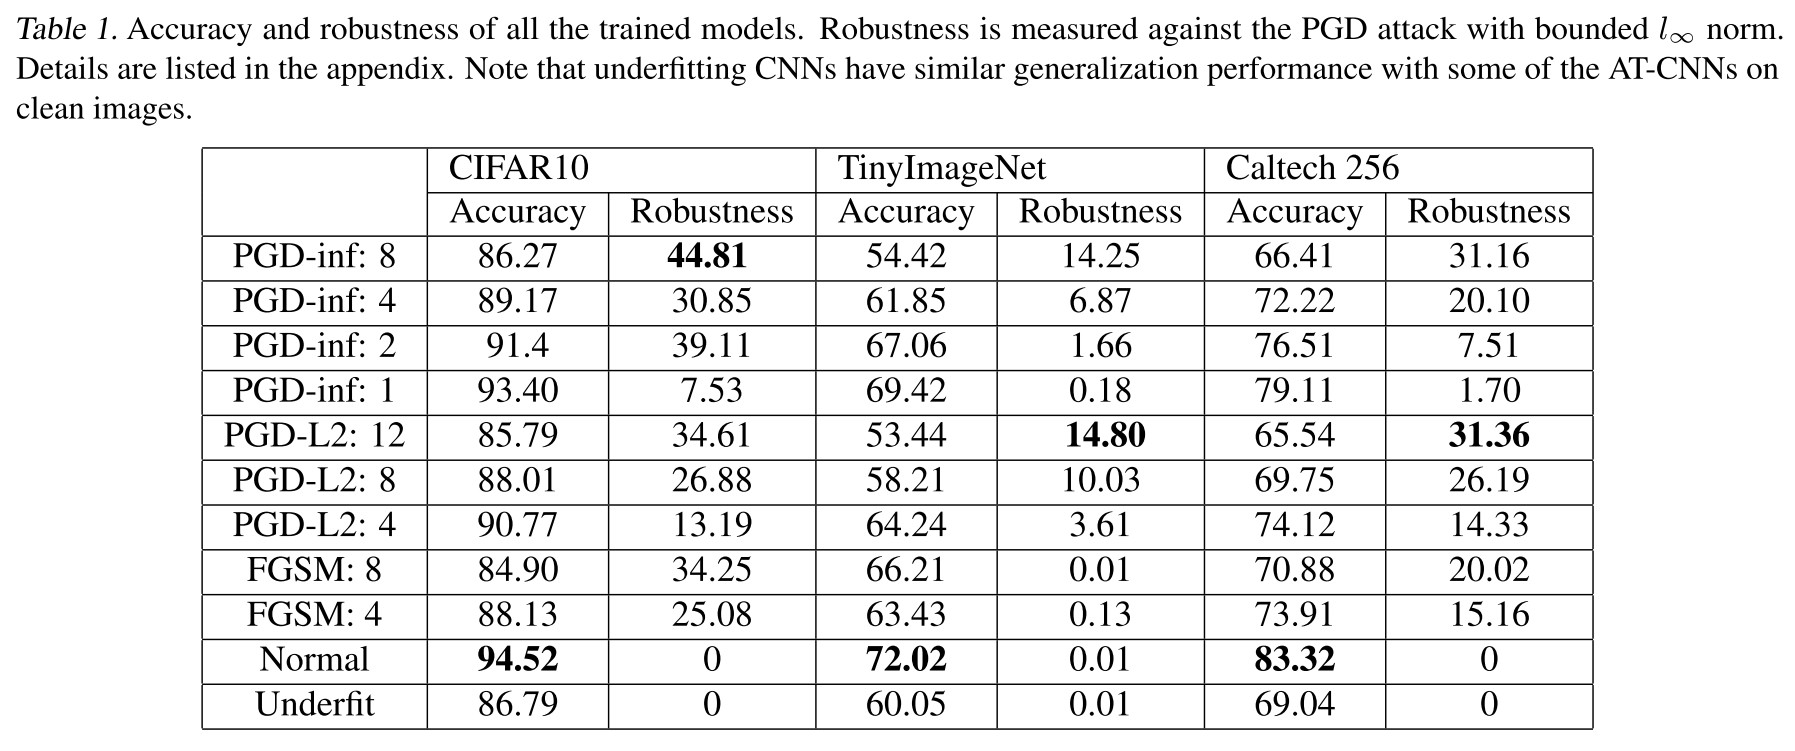 Table 1. Accuracy and robustness of all the trained models. Robustness is measured against the PGD attack with bounded l∞ norm.
Details are listed in the appendix. Note that underfitting CNNs have similar generalization performance with some of the AT-CNNs on
clean images.
CIFAR10 TinyImageNet Caltech 256
Accuracy Robustness Accuracy Robustness Accuracy Robustness
PGD-inf: 8 86.27 44.81 54.42 14.25 66.41 31.16
PGD-inf: 4 89.17 30.85 61.85 6.87 72.22 20.10
PGD-inf: 2 91.4 39.11 67.06 1.66 76.51 7.51
PGD-inf: 1 93.40 7.53 69.42 0.18 79.11 1.70
PGD-L2: 12 85.79 34.61 53.44 14.80 65.54 31.36
PGD-L2: 8 88.01 26.88 58.21 10.03 69.75 26.19
PGD-L2: 4 90.77 13.19 64.24 3.61 74.12 14.33
FGSM: 8 84.90 34.25 66.21 0.01 70.88 20.02
FGSM: 4 88.13 25.08 63.43 0.13 73.91 15.16
Normal 94.52 0 72.02 0.01 83.32 0
Underfit 86.79 0 60.05 0.01 69.04 0